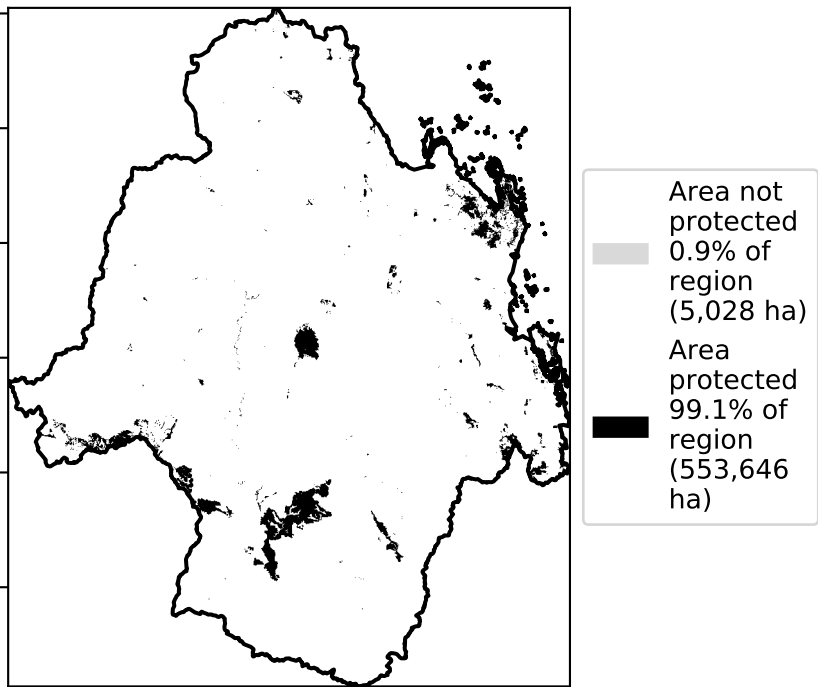 Area not
protected
0.9% of
region
(5,028 ha)
Area
protected
99.1% of
region
(553,646
ha)